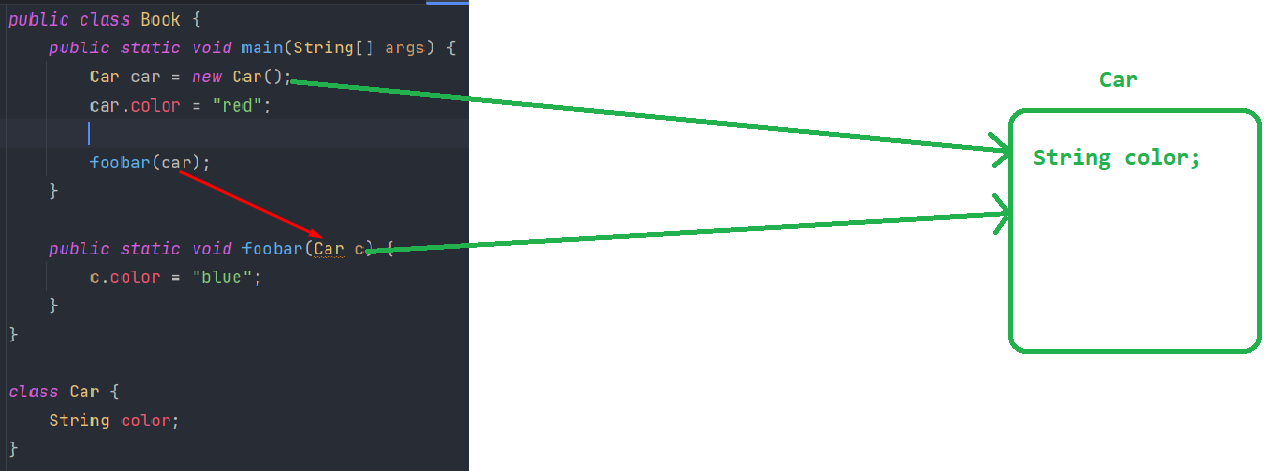 public class Book {
public static void main(String[] args) {
Car car = new Car();
car.color = "red";
foobar(car);
}
public static void foobar(Car c) {
c.color = "blue";
}
}
class Car {
String color;
}
Car
String color;